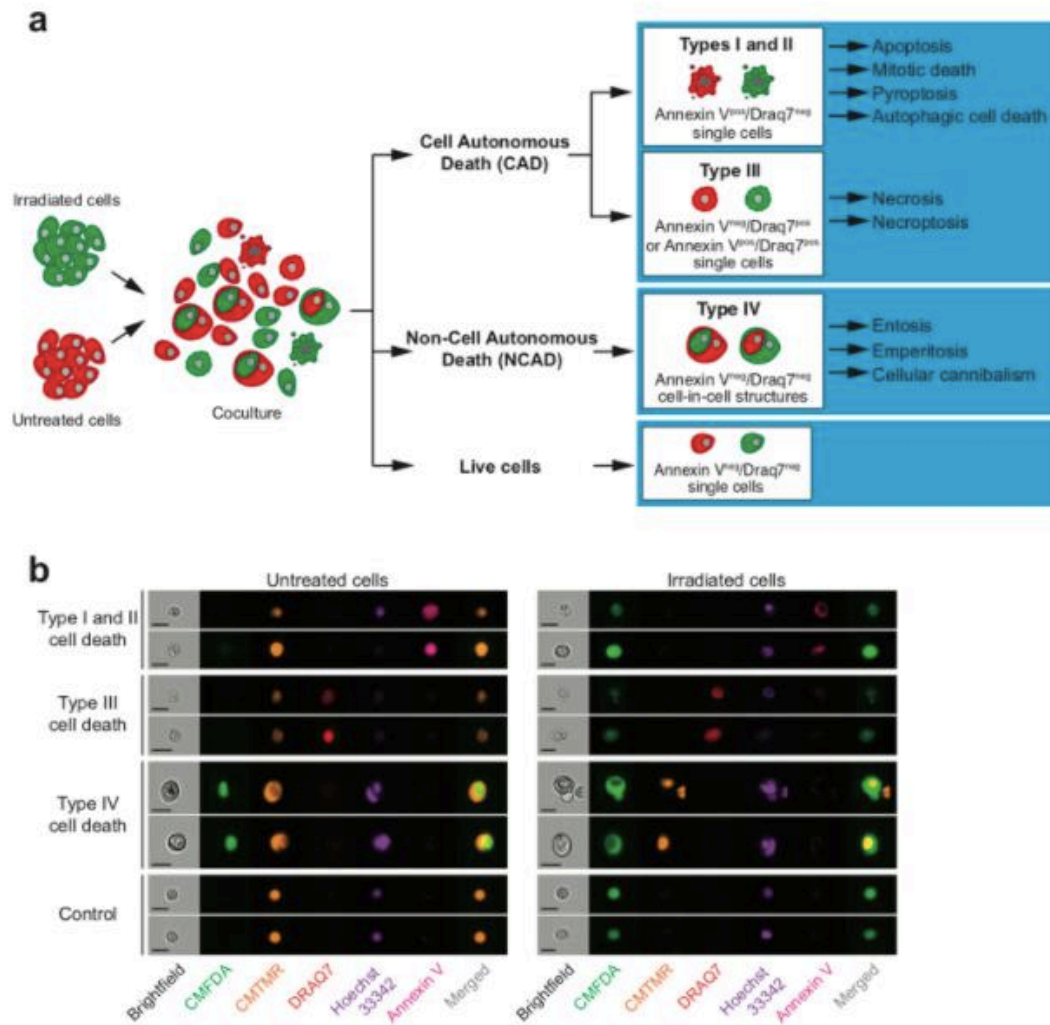 a
Irradiated cells
Untreated cells
Coculture
Cell Autonomous
Death (CAD)
Non-Cell Autonomous
Death (NCAD)
Live cells
Types I and II
Annexin Vpos/Draq7neg
single cells
Apoptosis
Mitotic death
Pyroptosis
Autophagic cell death
Type III
Annexin Vneg/Draq7pos
or Annexin Vpos/Draq7pos
single cells
Necrosis
Necroptosis
Type IV
Annexin Vneg/Draq7neg
cell-in-cell structures
Entosis
Emperitosis
Cellular cannibalism
Annexin Vneg/Draq7neg
single cells
b
Untreated cells
Irradiated cells
Type I and II
cell death
Type III
cell death
Type IV
cell death
Control
Brightfield
CMFDA
CMTMR
DRAQ7
Hoechst
33342
Annexin V
Merged
Brightfield
CMFDA
CMTMR
DRAQ7
Hoechst
33342
Annexin V
Merged